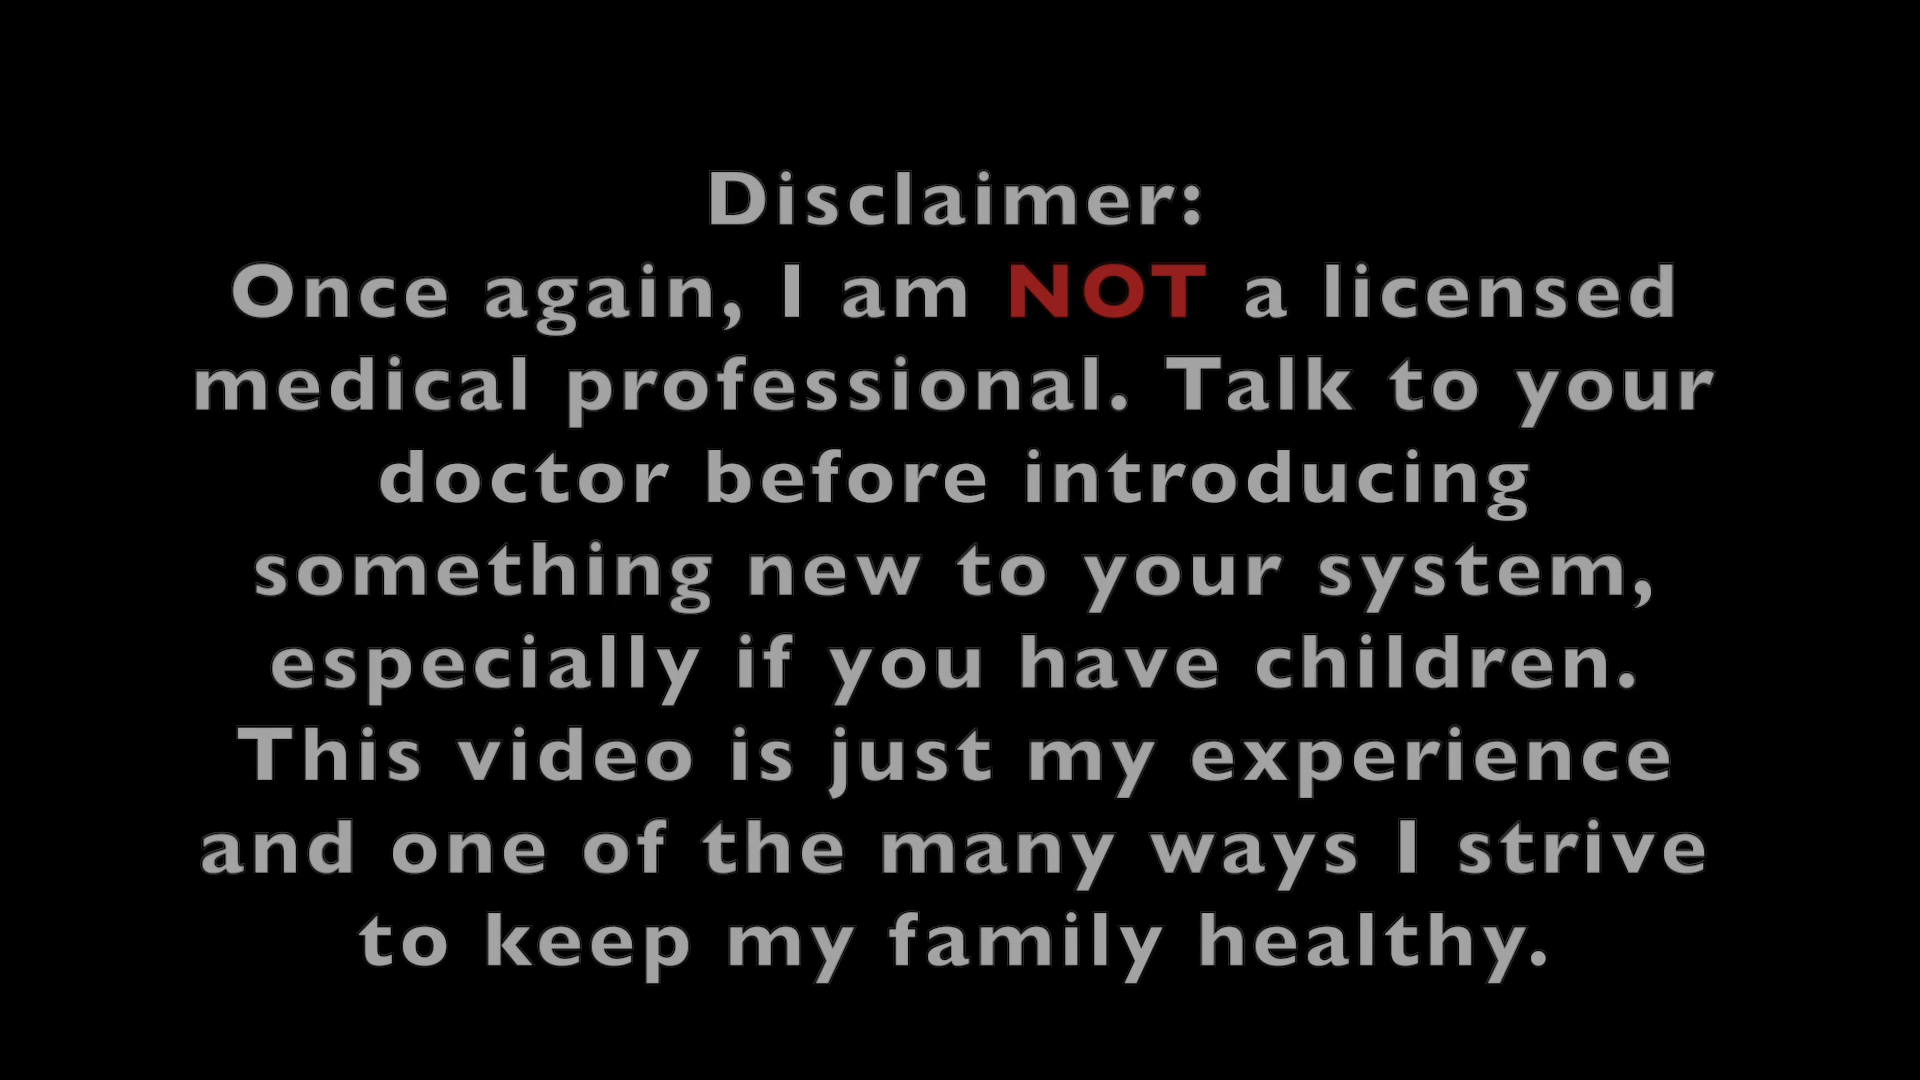 Disclaimer:
Once again, I am NOT a licensed
medical professional. Talk to your
doctor before introducing
something new to your system,
especially if you have children.
This video is just my experience
and one of the many ways I strive
to keep my family healthy.